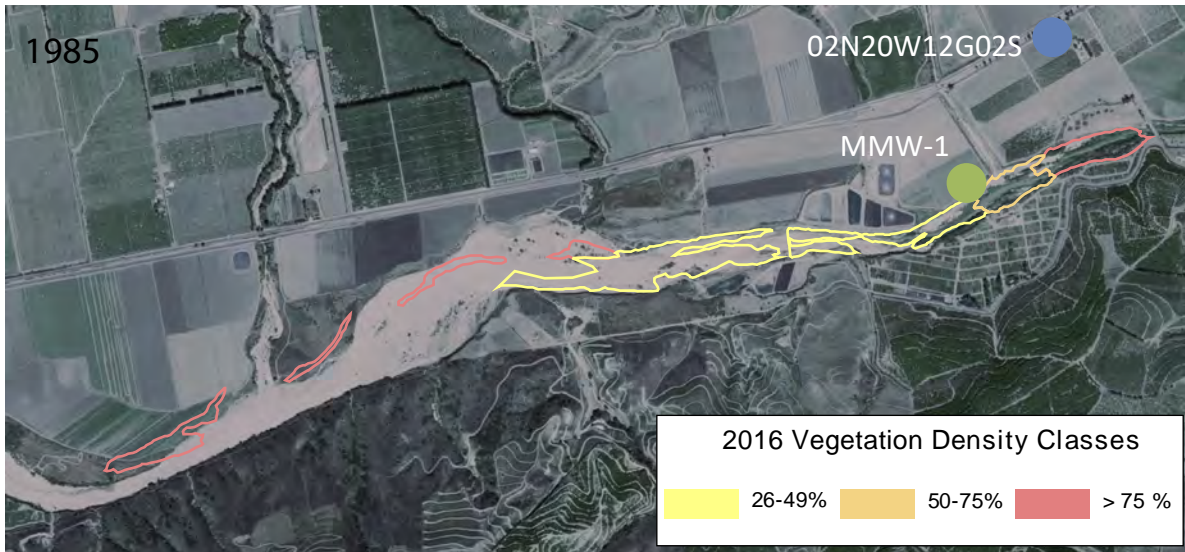 1985
02N20W12G02S
MMW-1
2016 Vegetation Density Classes
26-49% 50-75% > 75 %